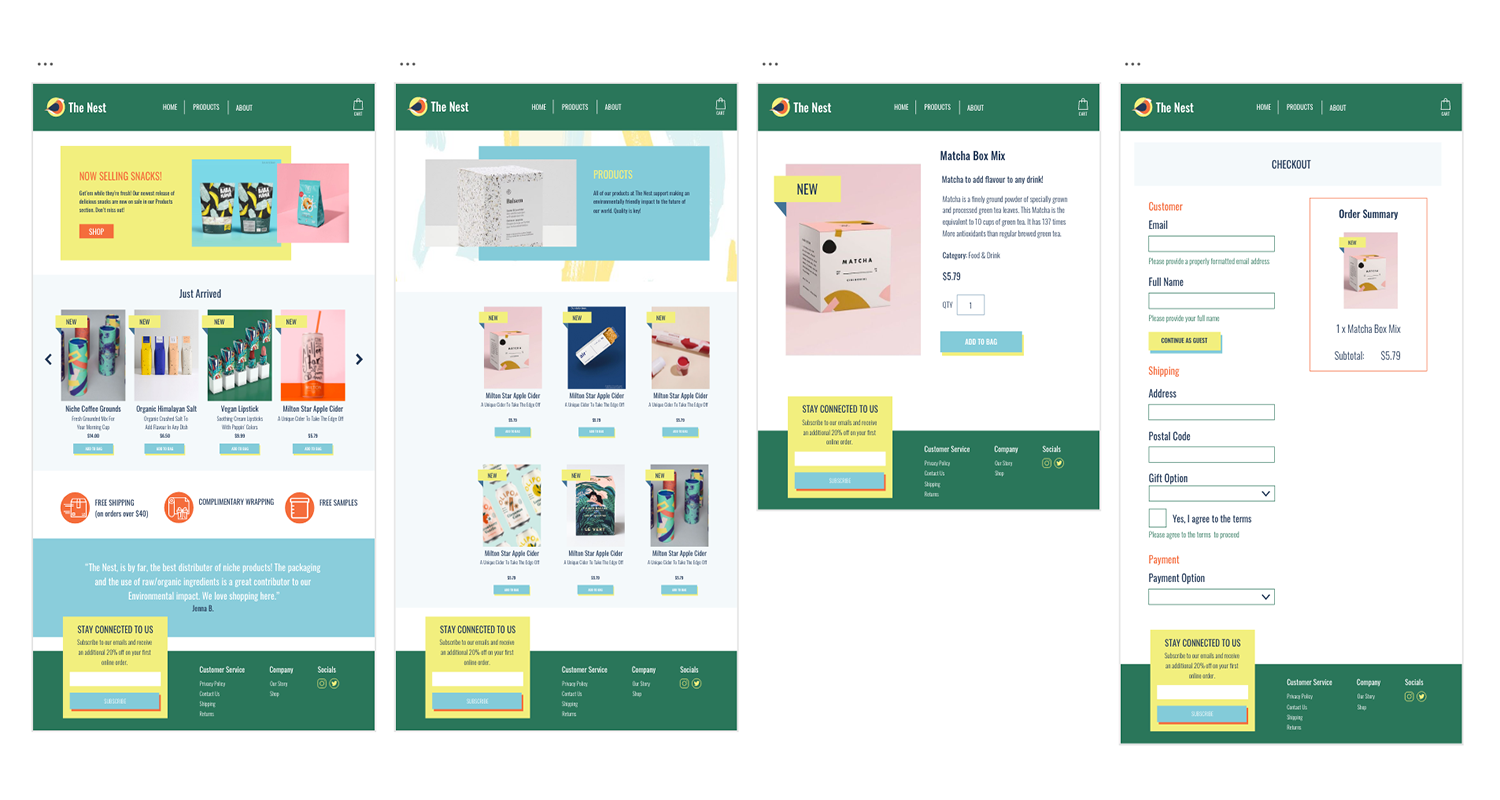 The Nest
HOME
PRODUCTS
ABOUT
CART
NOW SELLING SNACKS!
Get'em while they're fresh! Our newest release of
delicious snacks are now on sale in our Products
section. Don't miss out!
SHOP
Just Arrived
NEW
NEW
NEW
NEW
Niche Coffee Grounds
Fresh Grounded Mix For
Your Morning Cup
$14.00
ADD TO BAG
Organic Himalayan Salt
Organic Crushed Salt To
Add Flavour In Any Dish
$6.50
ADD TO BAG
Vegan Lipstick
Soothing Cream Lipsticks
With Poppin' Colors
$9.99
ADD TO BAG
Milton Star Apple Cider
A Unique Cider To Take The Edge Off
$5.79
ADD TO BAG
FREE SHIPPING
(on orders over $40)
COMPLIMENTARY WRAPPING
FREE SAMPLES
"The Nest, is by far, the best distributer of niche products! The packaging
and the use of raw/organic ingredients is a great contributor to our
Environmental impact. We love shopping here."
Jenna B.
STAY CONNECTED TO US
Subscribe to our emails and receive
an additional 20% off on your first
online order.
SUBSCRIBE
Customer Service
Privacy Policy
Contact Us
Shipping
Returns
Company
Our Story
Shop
Socials
The Nest
HOME
PRODUCTS
ABOUT
CART
Balsem
PRODUCTS
All of our products at The Nest support making an
environmentally friendly impact to the future of
our world. Quality is key!
NEW
MATCHA
Milton Star Apple Cider
A Unique Cider To Take The Edge Off
$5.79
ADD TO BAG
NEW
Milton Star Apple Cider
A Unique Cider To Take The Edge Off
$5.79
ADD TO BAG
NEW
Milton Star Apple Cider
A Unique Cider To Take The Edge Off
$5.79
ADD TO BAG
NEW
Milton Star Apple Cider
A Unique Cider To Take The Edge Off
$5.79
ADD TO BAG
NEW
Milton Star Apple Cider
A Unique Cider To Take The Edge Off
$5.79
ADD TO BAG
NEW
Milton Star Apple Cider
A Unique Cider To Take The Edge Off
$5.79
ADD TO BAG
STAY CONNECTED TO US
Subscribe to our emails and receive
an additional 20% off on your first
online order.
SUBSCRIBE
Customer Service
Privacy Policy
Contact Us
Shipping
Returns
Company
Our Story
Shop
Socials
The Nest
HOME
PRODUCTS
ABOUT
CART
NEW
MATCHA
Matcha Box Mix
Matcha to add flavour to any drink!
Matcha is a finely ground powder of specially grown
and processed green tea leaves. This Matcha is the
equivalent to 10 cups of green tea. It has 137 times
More antioxidants than regular brewed green tea.
Category: Food & Drink
$5.79
QTY
1
ADD TO BAG
STAY CONNECTED TO US
Subscribe to our emails and receive
an additional 20% off on your first
online order.
SUBSCRIBE
Customer Service
Privacy Policy
Contact Us
Shipping
Returns
Company
Our Story
Shop
Socials
The Nest
HOME
PRODUCTS
ABOUT
CART
CHECKOUT
Customer
Email
Please provide a properly formatted email address
Full Name
Please provide your full name
CONTINUE AS GUEST
Shipping
Address
Postal Code
Gift Option
Yes, I agree to the terms
Please agree to the terms to proceed
Payment
Payment Option
Order Summary
NEW
MATCHA
1 x Matcha Box Mix
Subtotal:
$5.79
STAY CONNECTED TO US
Subscribe to our emails and receive
an additional 20% off on your first
online order.
SUBSCRIBE
Customer Service
Privacy Policy
Contact Us
Shipping
Returns
Company
Our Story
Shop
Socials